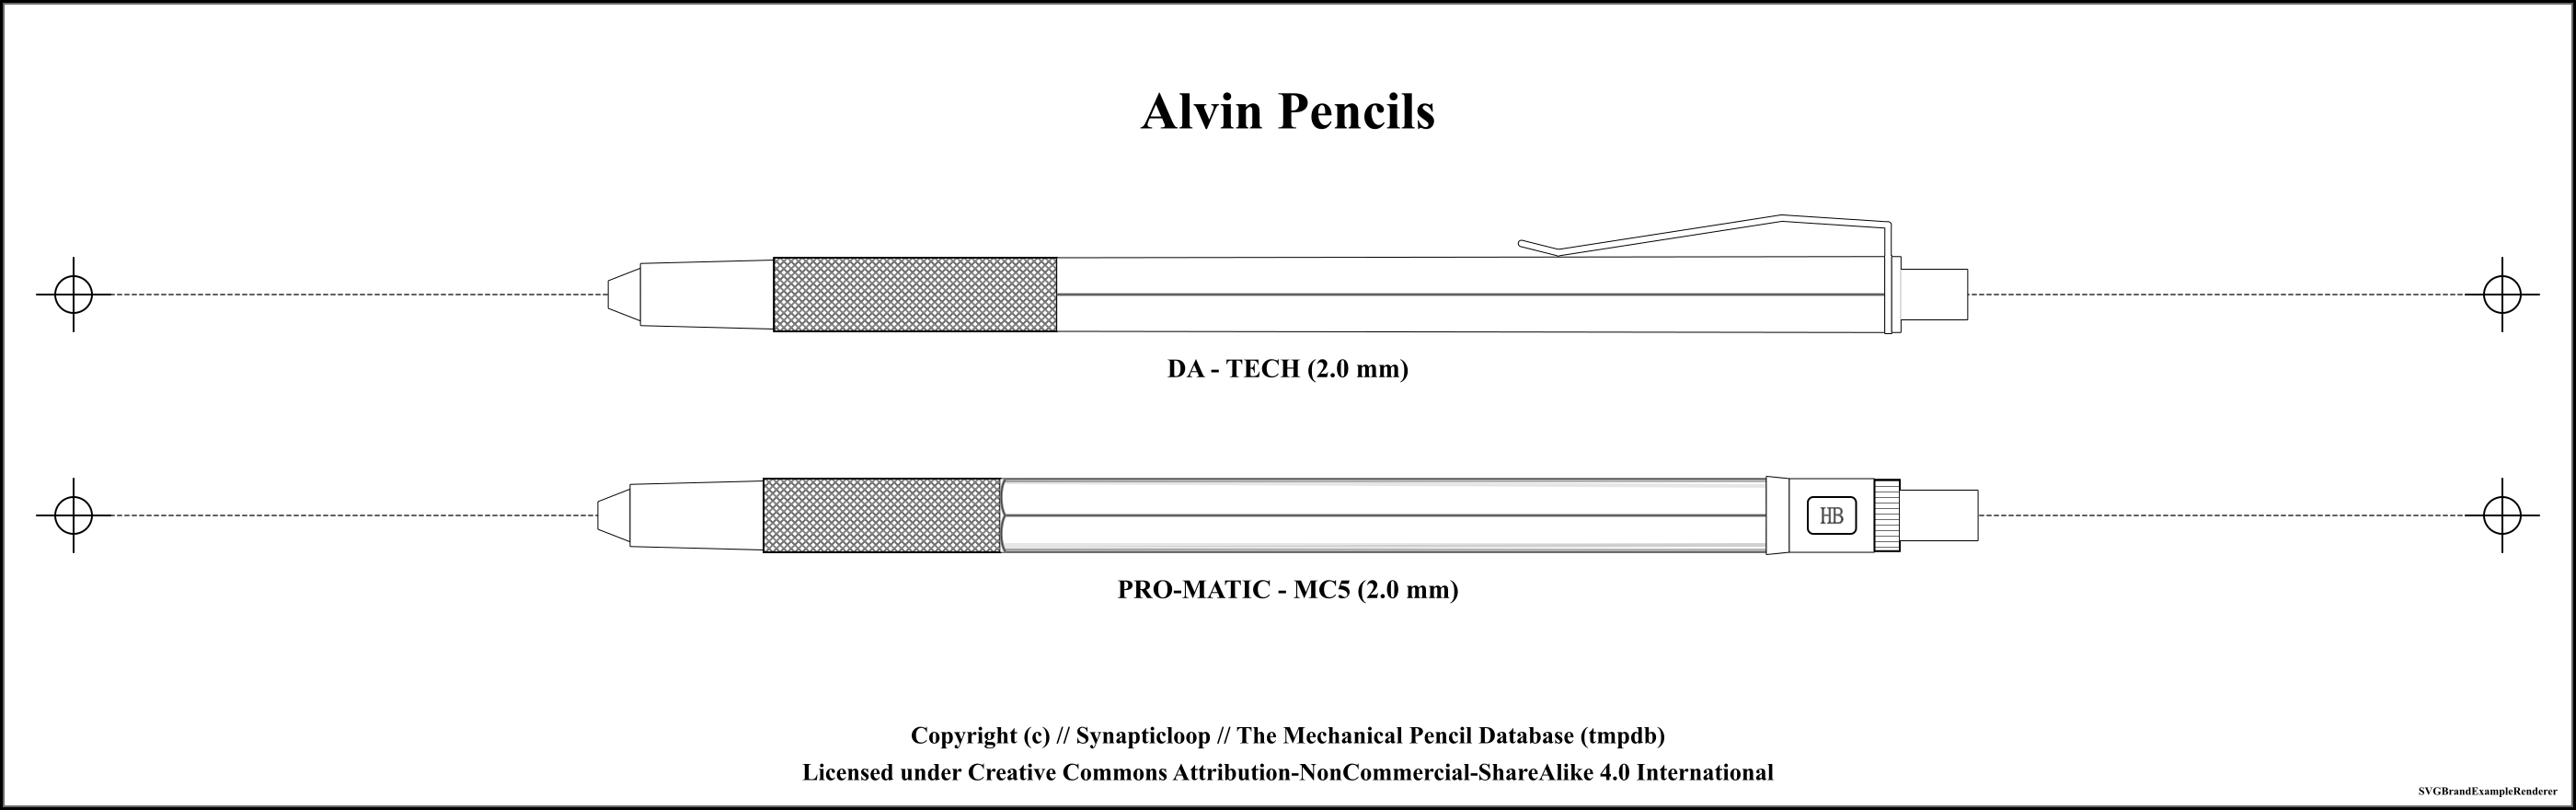 Alvin Pencils
DA - TECH (2.0 mm)
HB
PRO-MATIC - MC5 (2.0 mm)
Copyright (c) // Synapticloop // The Mechanical Pencil Database (tmpdb)
Licensed under Creative Commons Attribution-NonCommercial-ShareAlike 4.0 International
SVGBrandExampleRenderer